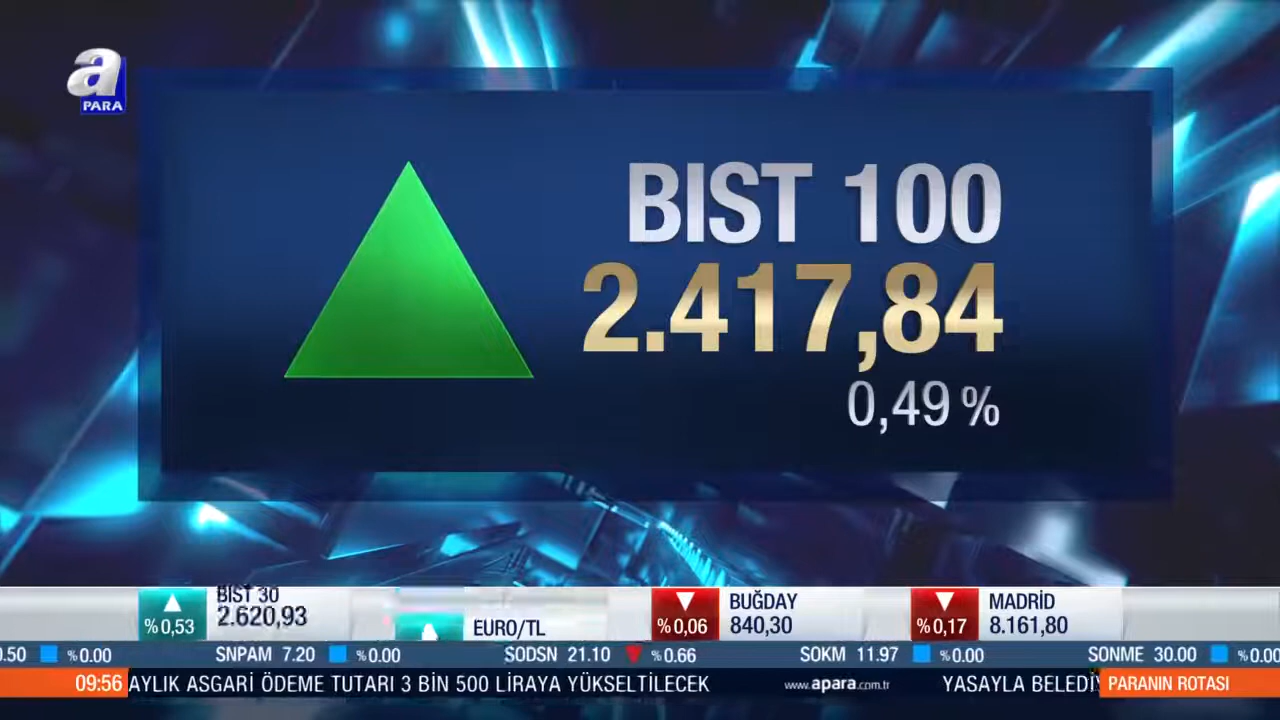 a
PARA
BIST 100
2.417,84
0,49 %
% 0,53
BIST 30
2.620,93
EURO/TL
% 0,06
BUĞDAY
840,30
% 0,17
MADRİD
8.161,80
0.50 %0.00 SNPAM 7.20 %0.00 SODSN 21.10 %0.66 SOKM 11.97 %0.00 SONME 30.00 %0.00
09:56 AYLIK ASGARİ ÖDEME TUTARI 3 BİN 500 LİRAYA YÜKSELTİLECEK www.apara.com.tr YASAYLA PARANIN ROTASI